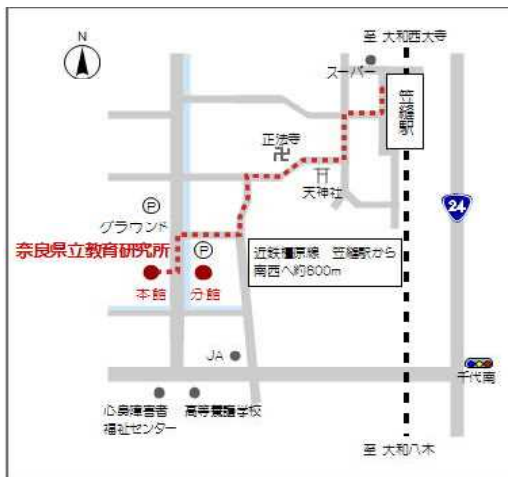 N
至 大和西大寺
スーパー
笠縫駅
正法寺
天神社
24
P
グラウンド
奈良県立教育研究所
P
近鉄橿原線 笠縫駅から
南西へ約800m
本館
分館
JA
千代南
心身障害者
福祉センター
高等養護学校
至 大和八木